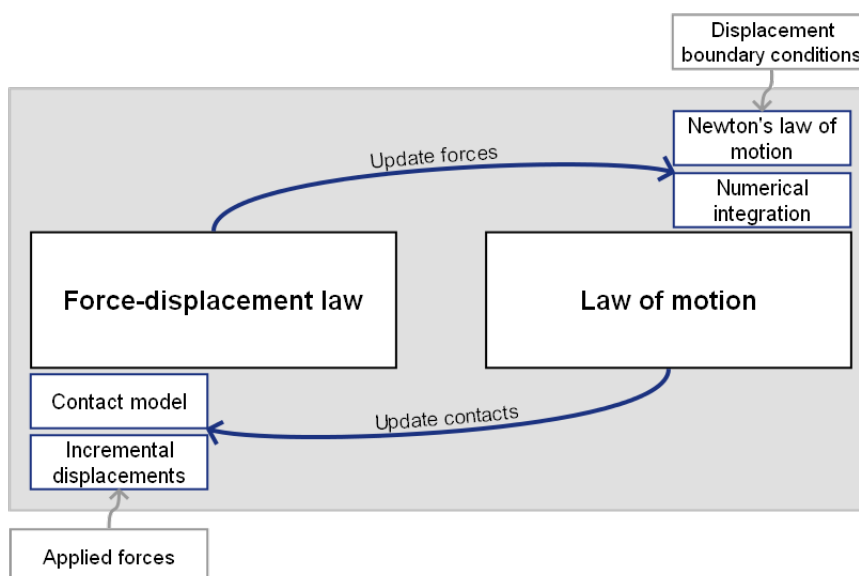 Displacement
boundary conditions
Newton's law of
motion
Update forces
Numerical
integration
Force-displacement law
Law of motion
Contact model
Update contacts
Incremental
displacements
Applied forces